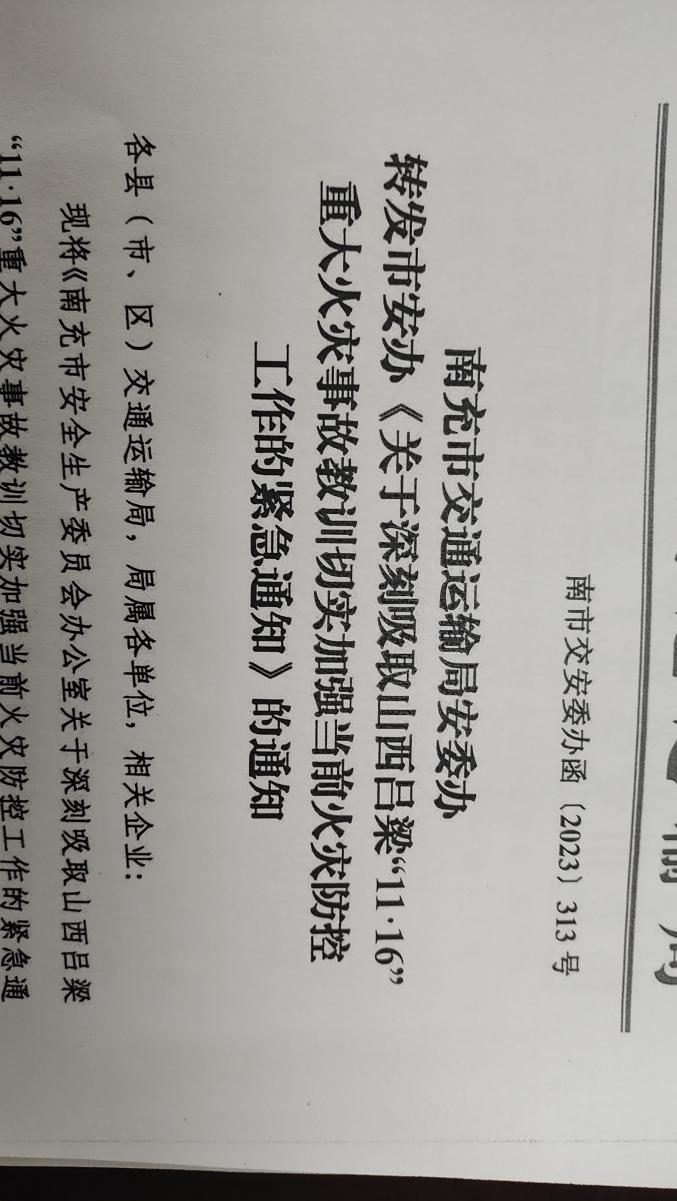 南市交安委办函〔2023〕313号
南充市交通运输局安委办
转发市安办《关于深刻吸取山西吕梁“11·16”
重大火灾事故教训切实加强当前火灾防控
工作的紧急通知》的通知
各县（市、区）交通运输局，局属各单位，相关企业：
现将《南充市安全生产委员会办公室关于深刻吸取山西吕梁
“11·16”重大火灾事故教训切实加强当前火灾防控工作的紧急通